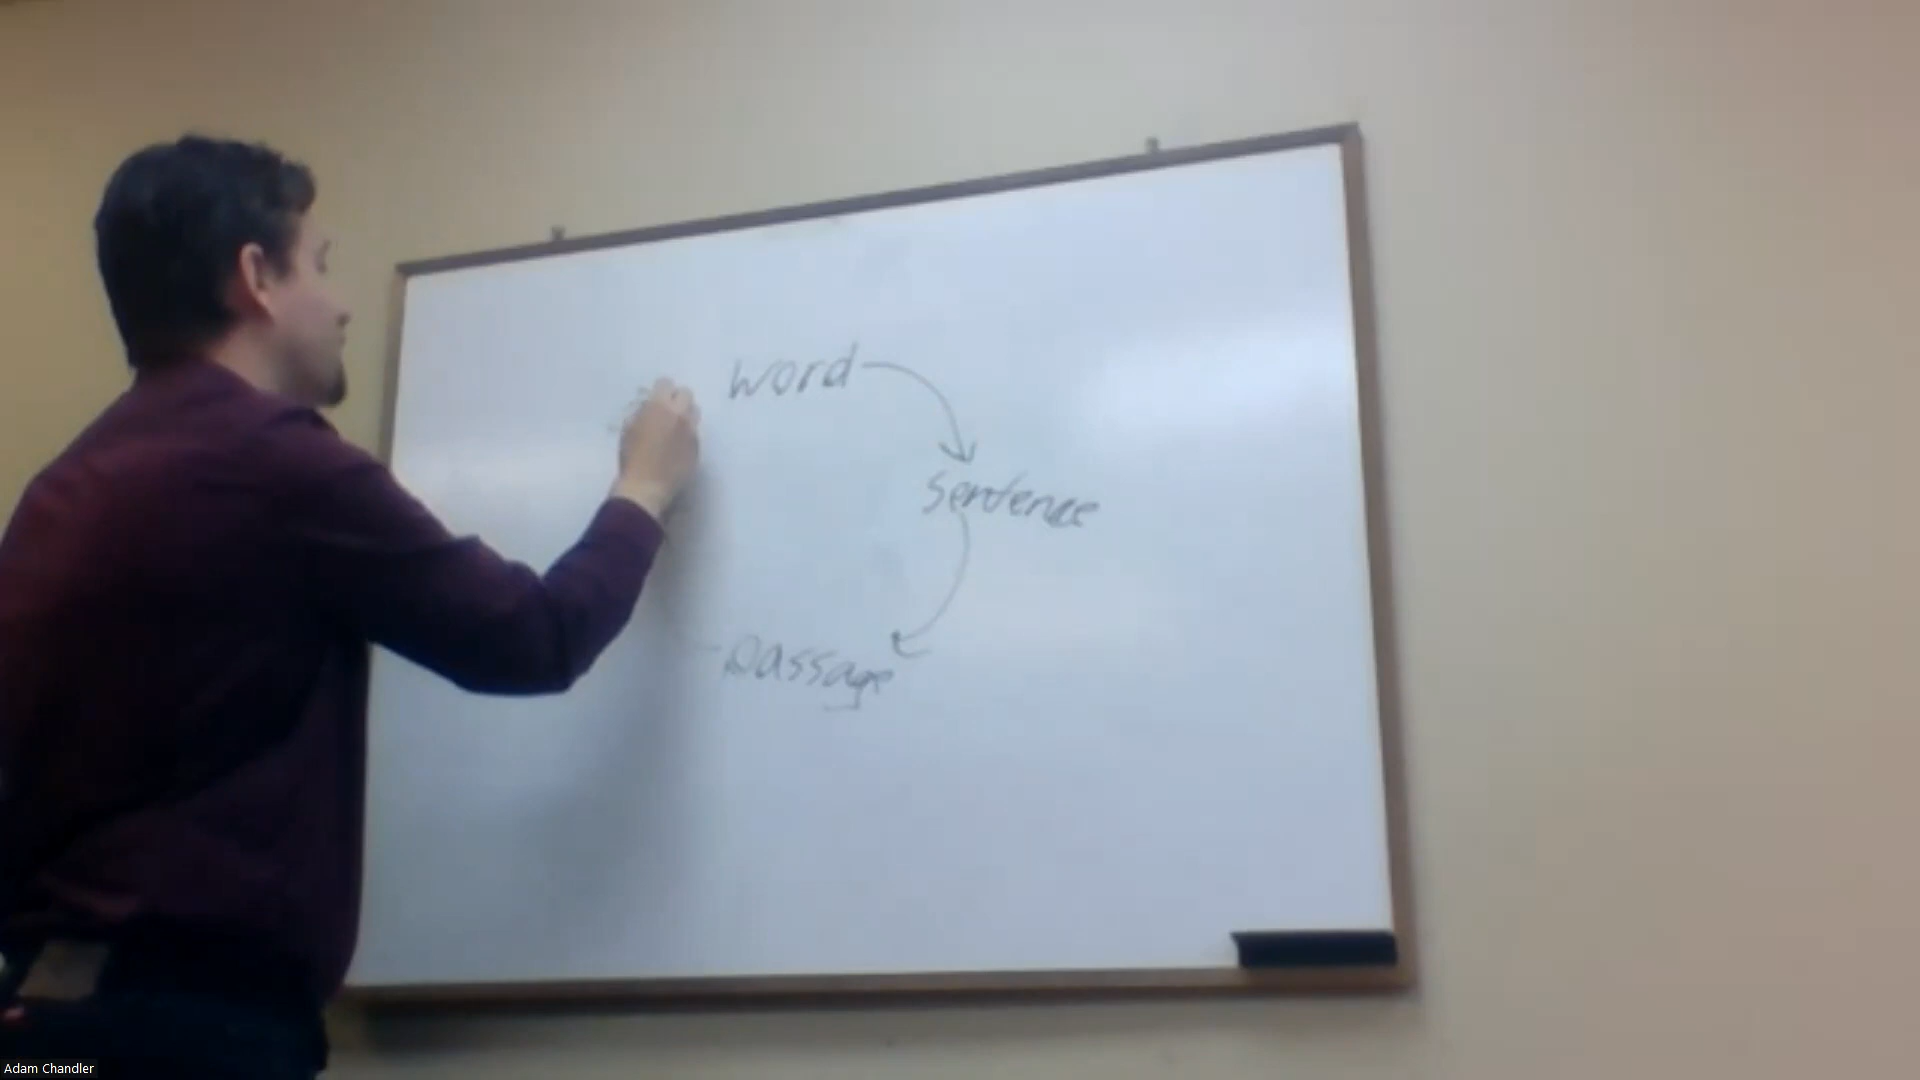 word
sentence
passage
Adam Chandler